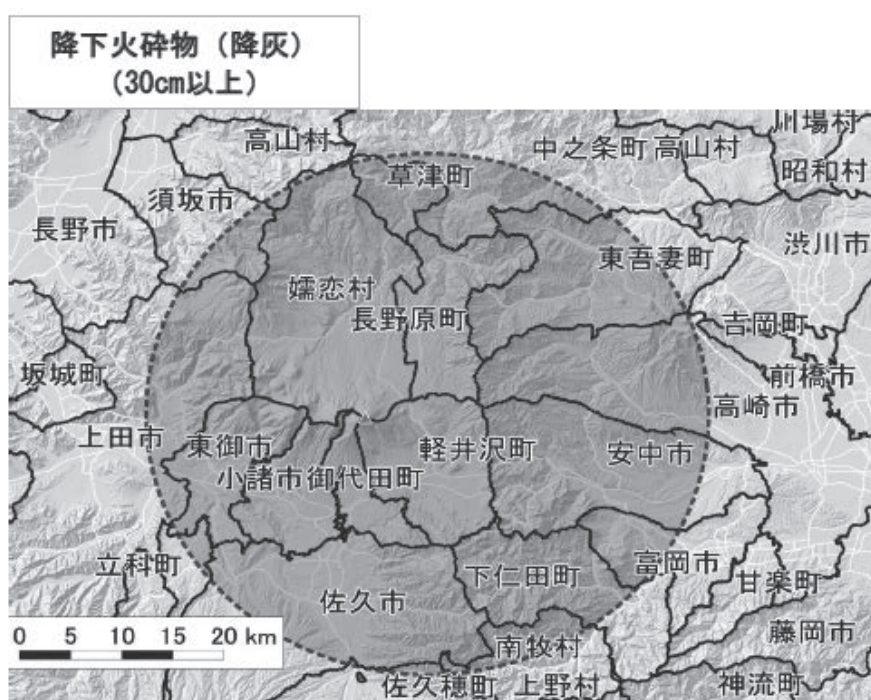 降下火砕物（降灰）
（30cm以上）
川場村
高山村
中之条町
高山村
昭和村
草津町
須坂市
長野市
渋川市
東吾妻町
嬬恋村
長野原町
吉岡町
坂城町
前橋市
高崎市
上田市
東御市
軽井沢町
安中市
小諸市
御代田町
立科町
下仁田町
富岡市
甘楽町
佐久市
藤岡市
南牧村
佐久穂町
上野村
神流町
0 5 10 15 20 km